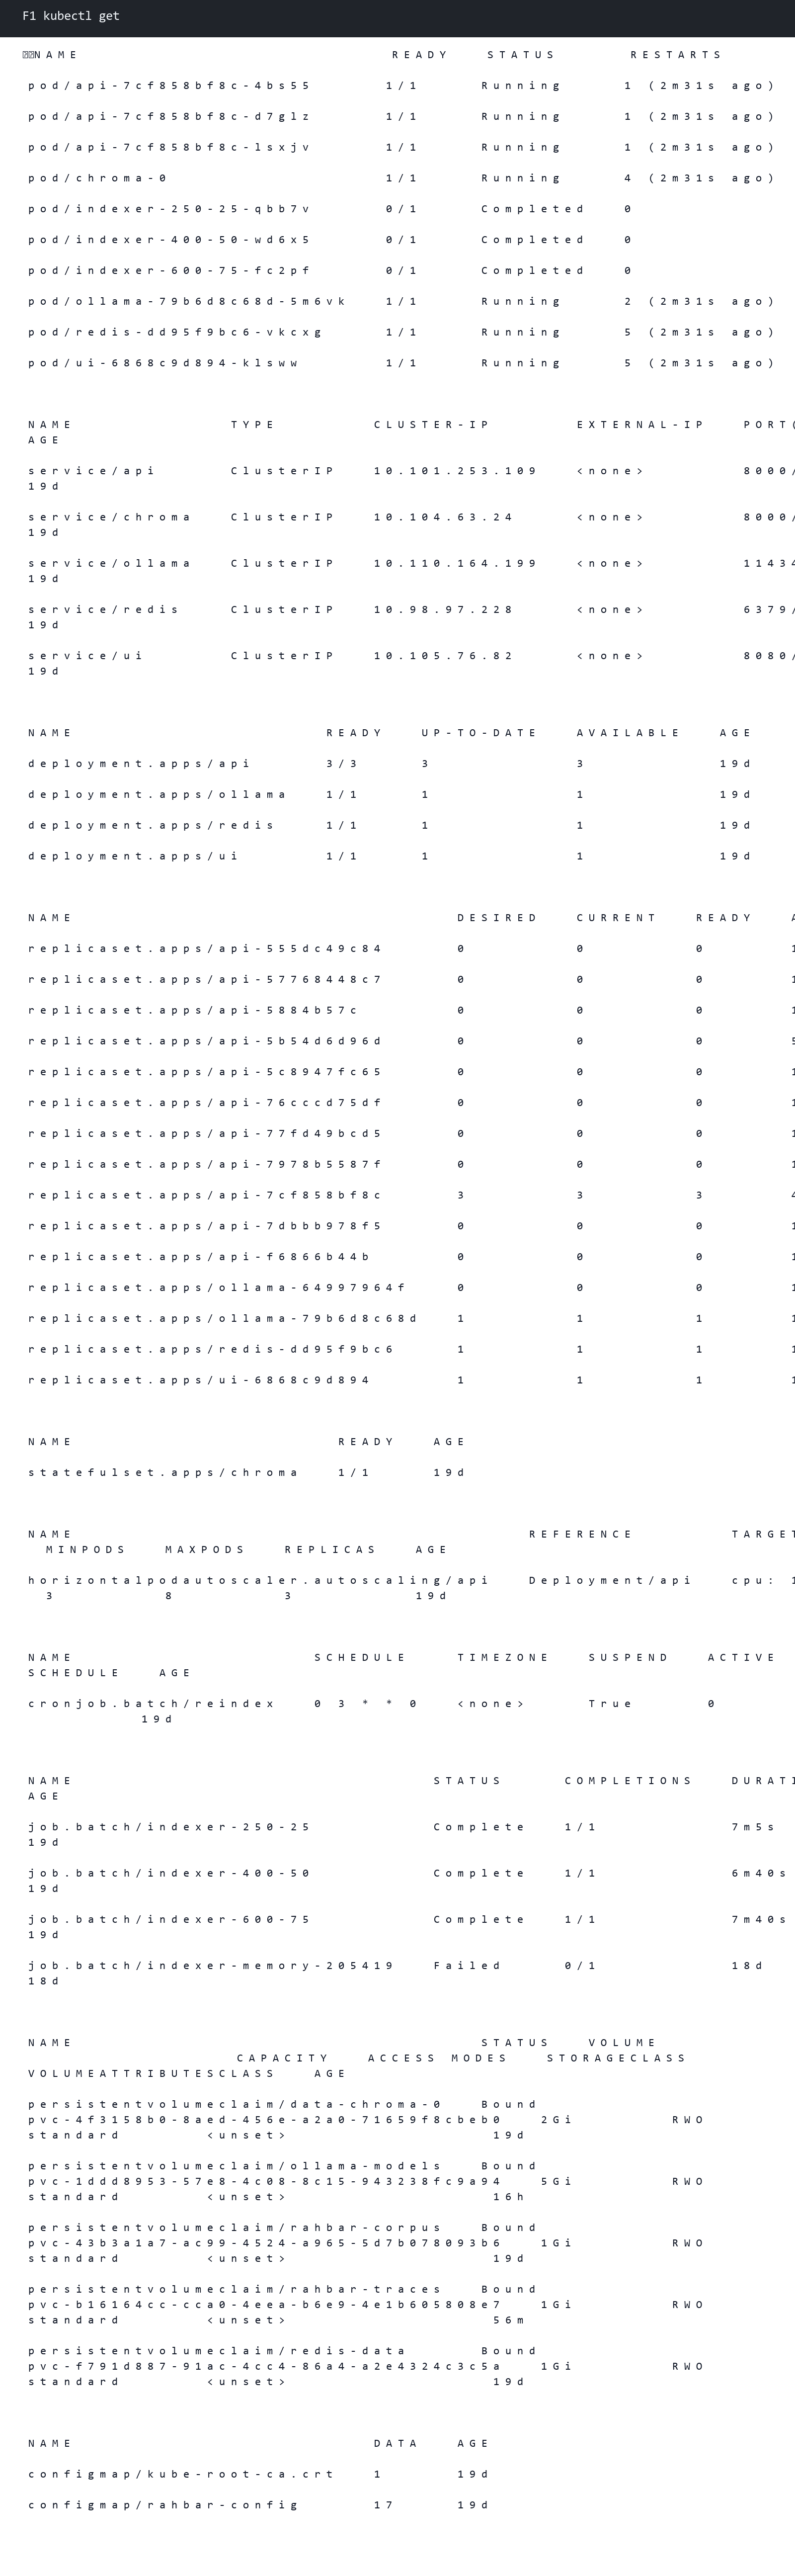 F1 kubectl get
NAME READY STATUS RESTARTS
pod/api-7cf858bf8c-4bs55 1/1 Running 1 (2m31s ago)
pod/api-7cf858bf8c-d7glz 1/1 Running 1 (2m31s ago)
pod/api-7cf858bf8c-lsxjv 1/1 Running 1 (2m31s ago)
pod/chroma-0 1/1 Running 4 (2m31s ago)
pod/indexer-250-25-qbb7v 0/1 Completed 0
pod/indexer-400-50-wd6x5 0/1 Completed 0
pod/indexer-600-75-fc2pf 0/1 Completed 0
pod/ollama-79b6d8c68d-5m6vk 1/1 Running 2 (2m31s ago)
pod/redis-dd95f9bc6-vkcxg 1/1 Running 5 (2m31s ago)
pod/ui-6868c9d894-klsww 1/1 Running 5 (2m31s ago)
NAME TYPE CLUSTER-IP EXTERNAL-IP PORT(
AGE
service/api ClusterIP 10.101.253.109 <none> 8000/
19d
service/chroma ClusterIP 10.104.63.24 <none> 8000/
19d
service/ollama ClusterIP 10.110.164.199 <none> 11434
19d
service/redis ClusterIP 10.98.97.228 <none> 6379/
19d
service/ui ClusterIP 10.105.76.82 <none> 8080/
19d
NAME READY UP-TO-DATE AVAILABLE AGE
deployment.apps/api 3/3 3 3 19d
deployment.apps/ollama 1/1 1 1 19d
deployment.apps/redis 1/1 1 1 19d
deployment.apps/ui 1/1 1 1 19d
NAME DESIRED CURRENT READY A
replicaset.apps/api-555dc49c84 0 0 0 1
replicaset.apps/api-57768448c7 0 0 0 1
replicaset.apps/api-5884b57c 0 0 0 1
replicaset.apps/api-5b54d6d96d 0 0 0 5
replicaset.apps/api-5c8947fc65 0 0 0 1
replicaset.apps/api-76cccd75df 0 0 0 1
replicaset.apps/api-77fd49bcd5 0 0 0 1
replicaset.apps/api-7978b5587f 0 0 0 1
replicaset.apps/api-7cf858bf8c 3 3 3 4
replicaset.apps/api-7dbbb978f5 0 0 0 1
replicaset.apps/api-f6866b44b 0 0 0 1
replicaset.apps/ollama-64997964f 0 0 0 1
replicaset.apps/ollama-79b6d8c68d 1 1 1 1
replicaset.apps/redis-dd95f9bc6 1 1 1 1
replicaset.apps/ui-6868c9d894 1 1 1 1
NAME READY AGE
statefulset.apps/chroma 1/1 19d
NAME REFERENCE TARGET
MINPODS MAXPODS REPLICAS AGE
horizontalpodautoscaler.autoscaling/api Deployment/api cpu: 1
3 8 3 19d
NAME SCHEDULE TIMEZONE SUSPEND ACTIVE
SCHEDULE AGE
cronjob.batch/reindex 0 3 * * 0 <none> True 0
19d
NAME STATUS COMPLETIONS DURATI
AGE
job.batch/indexer-250-25 Complete 1/1 7m5s
19d
job.batch/indexer-400-50 Complete 1/1 6m40s
19d
job.batch/indexer-600-75 Complete 1/1 7m40s
19d
job.batch/indexer-memory-205419 Failed 0/1 18d
18d
NAME STATUS VOLUME
CAPACITY ACCESS MODES STORAGECLASS
VOLUMEATTRIBUTESCLASS AGE
persistentvolumeclaim/data-chroma-0 Bound
pvc-4f3158b0-8aed-456e-a2a0-71659f8cbeb0 2Gi RWO
standard <unset> 19d
persistentvolumeclaim/ollama-models Bound
pvc-1ddd8953-57e8-4c08-8c15-943238fc9a94 5Gi RWO
standard <unset> 16h
persistentvolumeclaim/rahbar-corpus Bound
pvc-43b3a1a7-ac99-4524-a965-5d7b078093b6 1Gi RWO
standard <unset> 19d
persistentvolumeclaim/rahbar-traces Bound
pvc-b16164cc-cca0-4eea-b6e9-4e1b605808e7 1Gi RWO
standard <unset> 56m
persistentvolumeclaim/redis-data Bound
pvc-f791d887-91ac-4cc4-86a4-a2e4324c3c5a 1Gi RWO
standard <unset> 19d
NAME DATA AGE
configmap/kube-root-ca.crt 1 19d
configmap/rahbar-config 17 19d